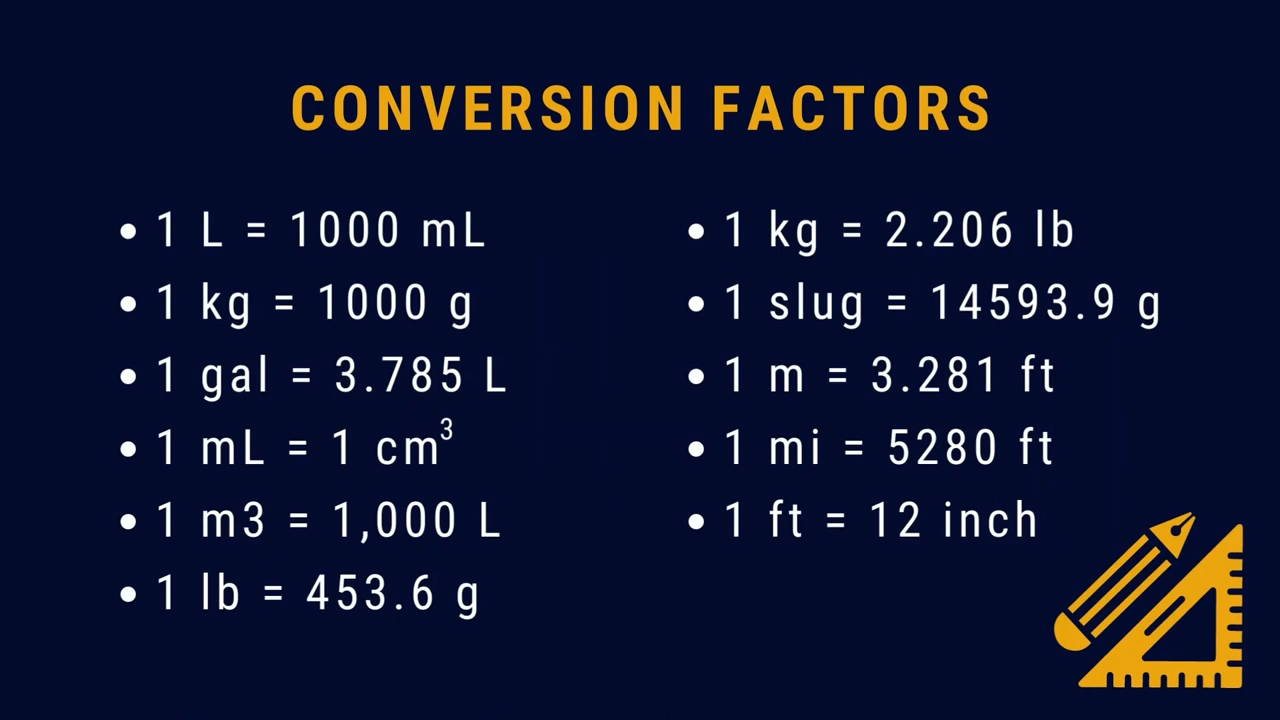 CONVERSION FACTORS
• 1 L = 1000 mL
• 1 kg = 1000 g
• 1 gal = 3.785 L
• 1 mL = 1 cm³
• 1 m3 = 1,000 L
• 1 lb = 453.6 g
• 1 kg = 2.206 lb
• 1 slug = 14593.9 g
• 1 m = 3.281 ft
• 1 mi = 5280 ft
• 1 ft = 12 inch